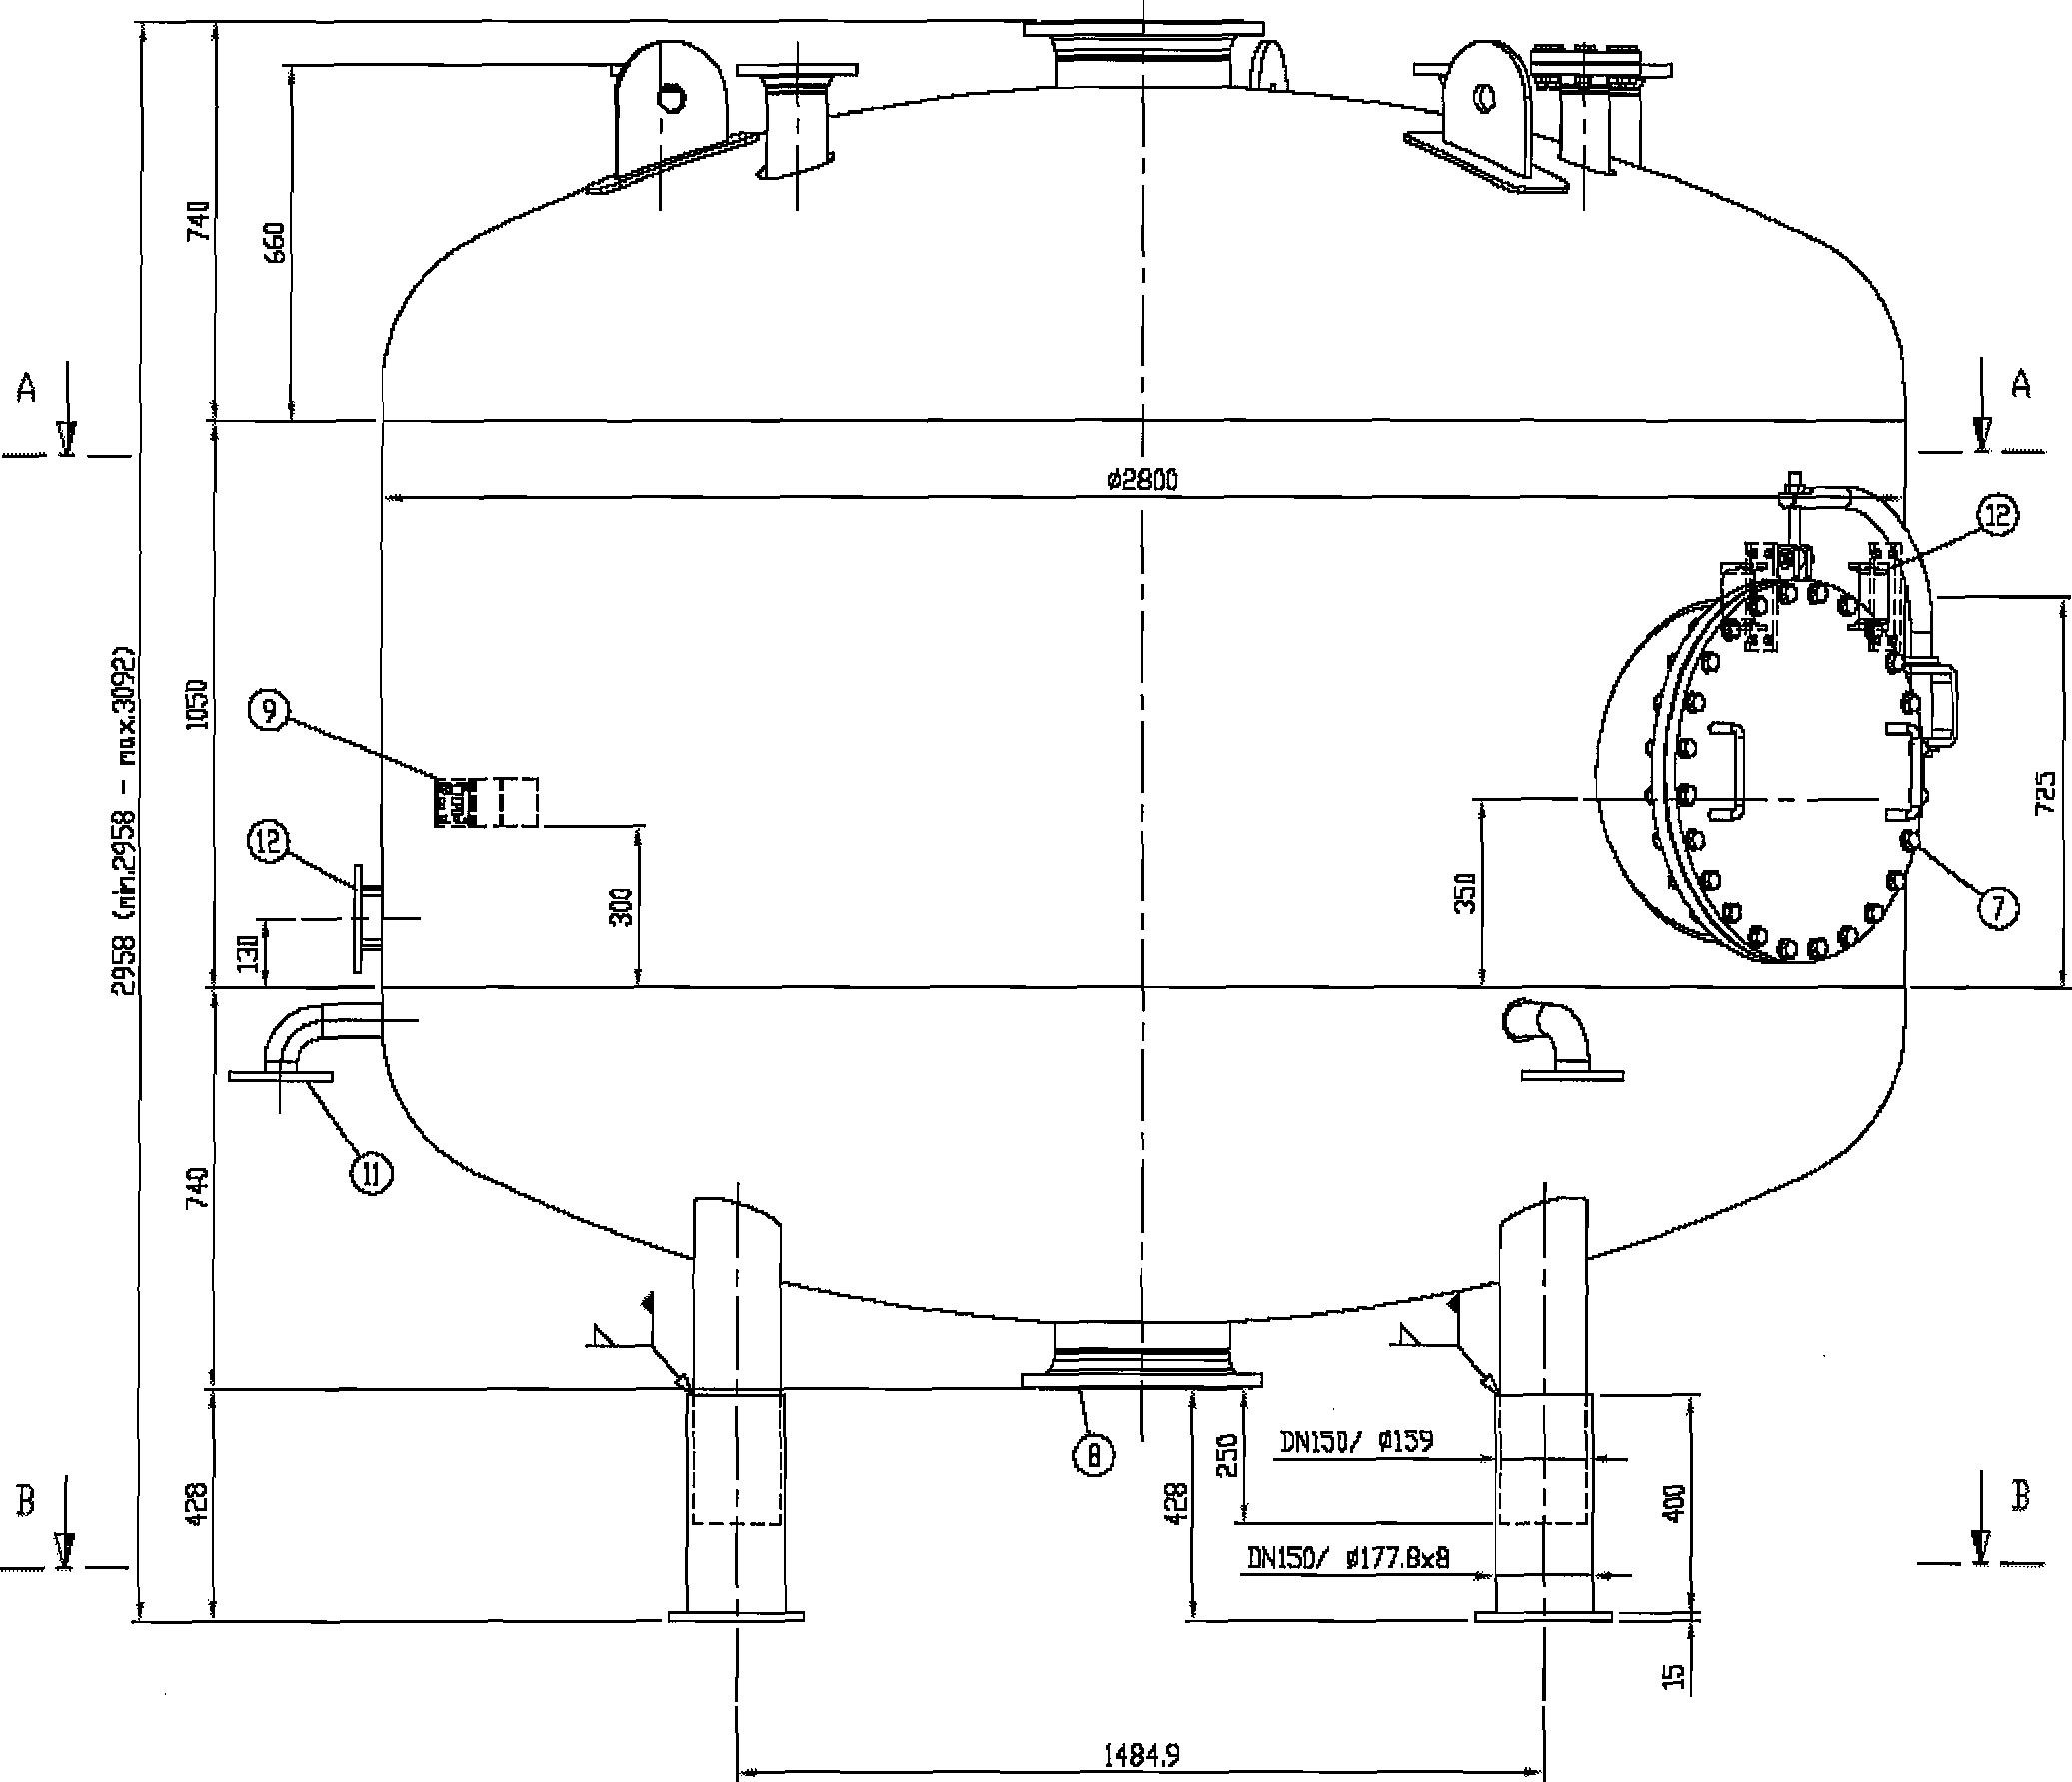 740
660
A
A
ø2800
12
2958 (min.2958 - max.3092)
1050
9
725
12
300
350
7
130
11
740
8
250
DN150/ ø159
428
428
400
B
B
DN150/ ø177.8x8
15
1484.9